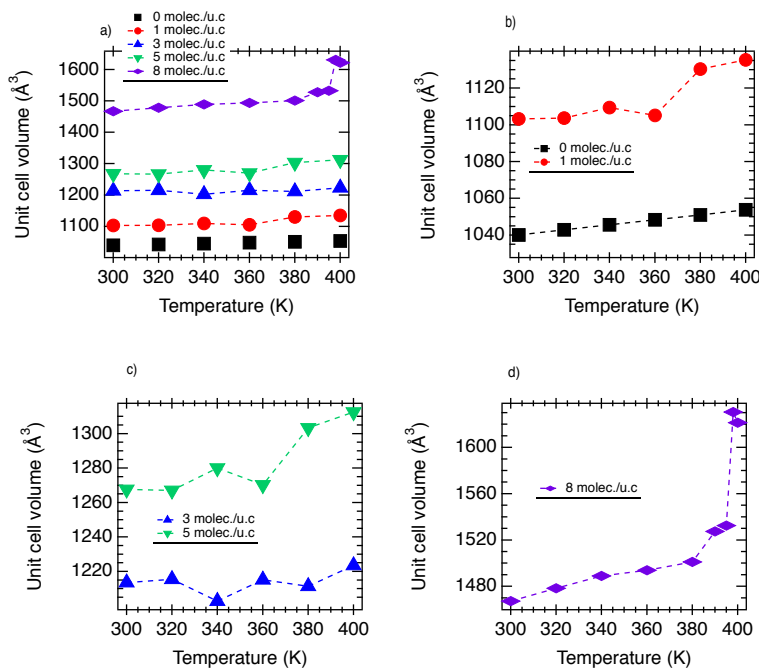 a)
0 molec./u.c
1 molec./u.c
3 molec./u.c
5 molec./u.c
8 molec./u.c
Unit cell volume (Å³)
1600
1500
1400
1300
1200
1100
300 320 340 360 380 400
Temperature (K)
b)
0 molec./u.c
1 molec./u.c
Unit cell volume (Å³)
1120
1100
1080
1060
1040
300 320 340 360 380 400
Temperature (K)
c)
3 molec./u.c
5 molec./u.c
Unit cell volume (Å³)
1300
1280
1260
1240
1220
300 320 340 360 380 400
Temperature (K)
d)
8 molec./u.c
Unit cell volume (Å³)
1600
1560
1520
1480
300 320 340 360 380 400
Temperature (K)